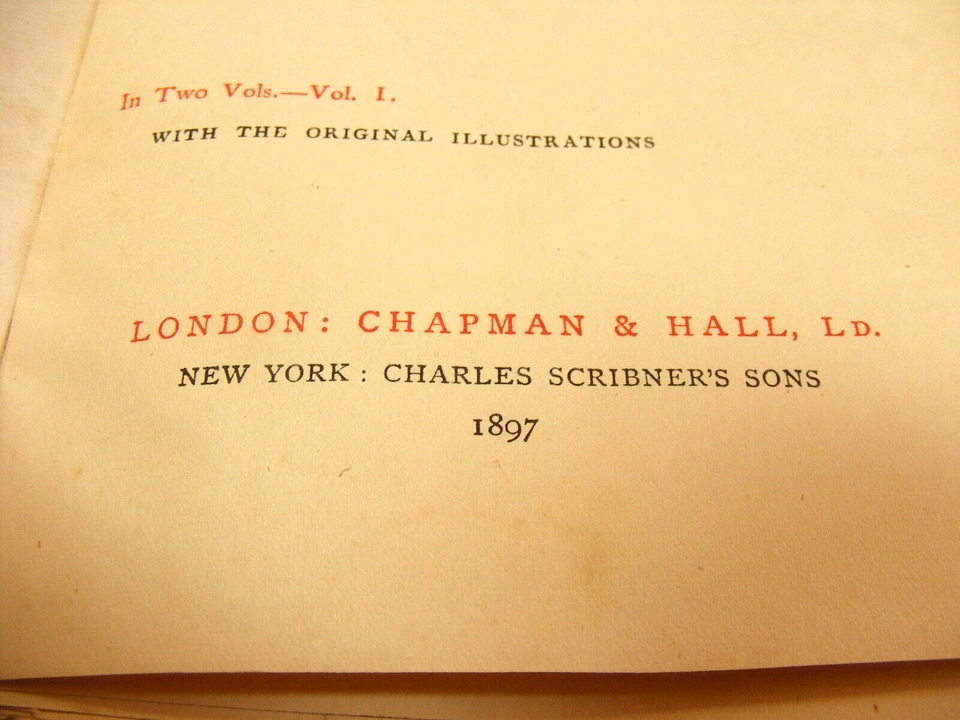 In Two Vols.—Vol. I.
WITH THE ORIGINAL ILLUSTRATIONS
LONDON: CHAPMAN & HALL, LD.
NEW YORK : CHARLES SCRIBNER'S SONS
1897